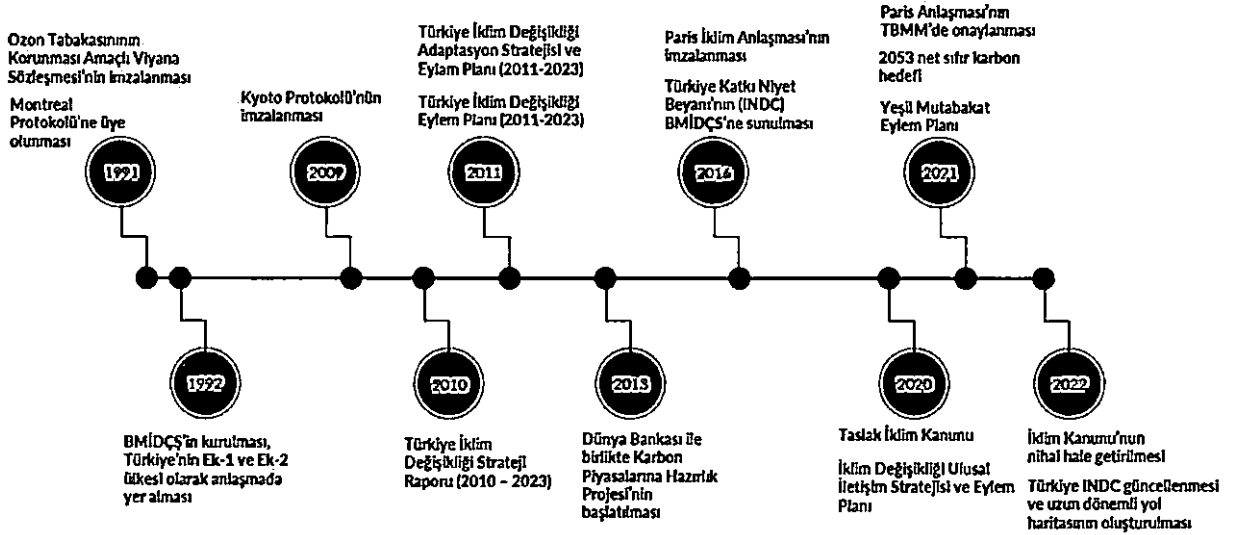 Ozon Tabakasının
Korunması Amaçlı Viyana
Sözleşmesi'nin İmzalanması
Montreal
Protokolü'ne üye
olunması
1991
Kyoto Protokolü'nün
imzalanması
2009
Türkiye İklim Değişikliği
Adaptasyon Stratejisi ve
Eylam Planı (2011-2023)
Türkiye İklim Değişikliği
Eylem Planı (2011-2023)
2011
Paris İklim Anlaşması'nın
imzalanması
Türkiye Katkı Niyet
Beyanı'nın (INDC)
BMİDÇS'ne sunulması
2016
Paris Anlaşması'nın
TBMM'de onaylanması
2053 net sıfır karbon
hedefi
Yeşil Mutabakat
Eylem Planı
2021
1992
BMİDÇS'in kurulması,
Türkiye'nin Ek-1 ve Ek-2
ülkesi olarak anlaşmada
yer alması
2010
Türkiye İklim
Değişikliği Strateji
Raporu (2010 – 2023)
2013
Dünya Bankası ile
birlikte Karbon
Piyasalarına Hazırlık
Projesi'nin
başlatılması
2020
Taslak İklim Kanunu
İklim Değişikliği Ulusal
İletişim Stratejisi ve Eylem
Planı
2022
İklim Kanunu'nun
nihai hale getirilmesi
Türkiye INDC güncellenmesi
ve uzun dönemli yol
haritasının oluşturulması